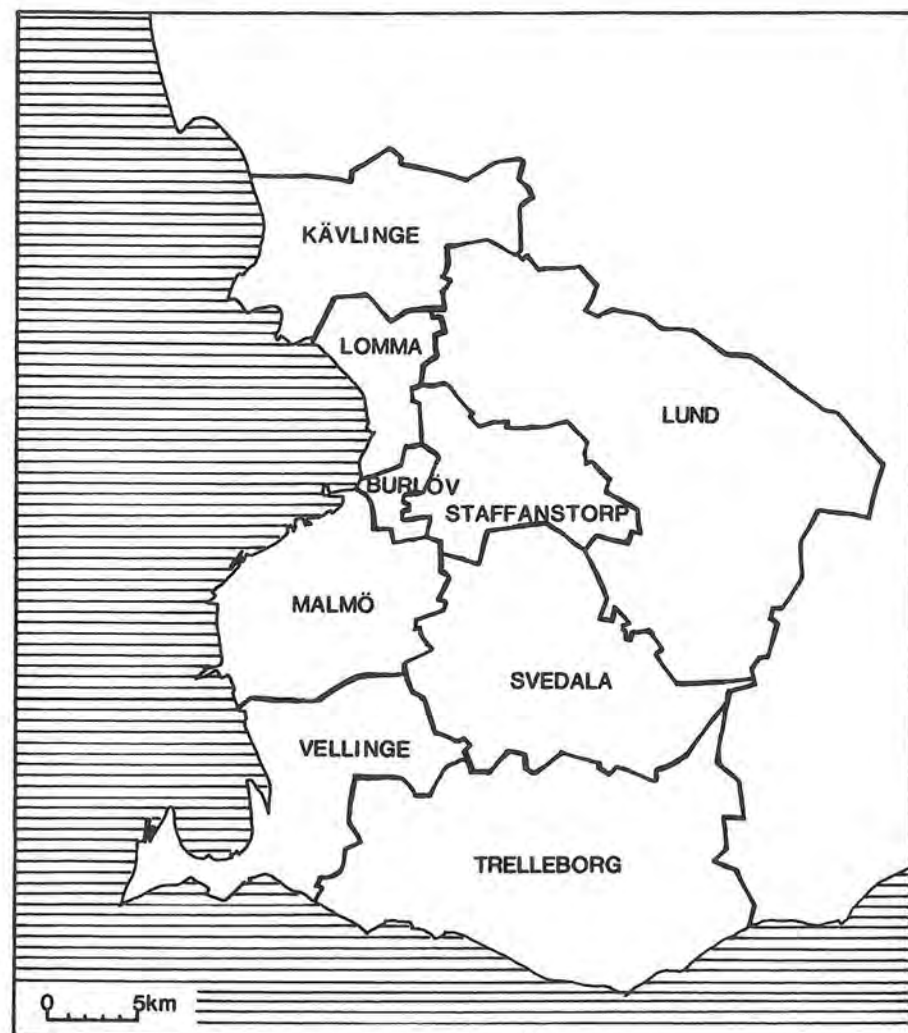 KÄVLINGE
LOMMA
LUND
BURLÖV
STAFFANSTORP
MALMÖ
SVEDALA
VELLINGE
TRELLEBORG
0 5km